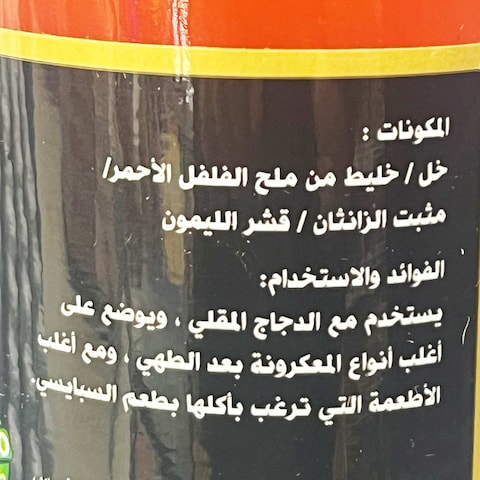 المكونات :
خل / خليط من ملح الفلفل الأحمر/
مثبت الزانثان / قشر الليمون
الفوائد والاستخدام:
يستخدم مع الدجاج المقلي ، ويوضع على
أغلب أنواع المعكرونة بعد الطهي ، ومع أغلب
الأطعمة التي ترغب بأكلها بطعم السبايسي.